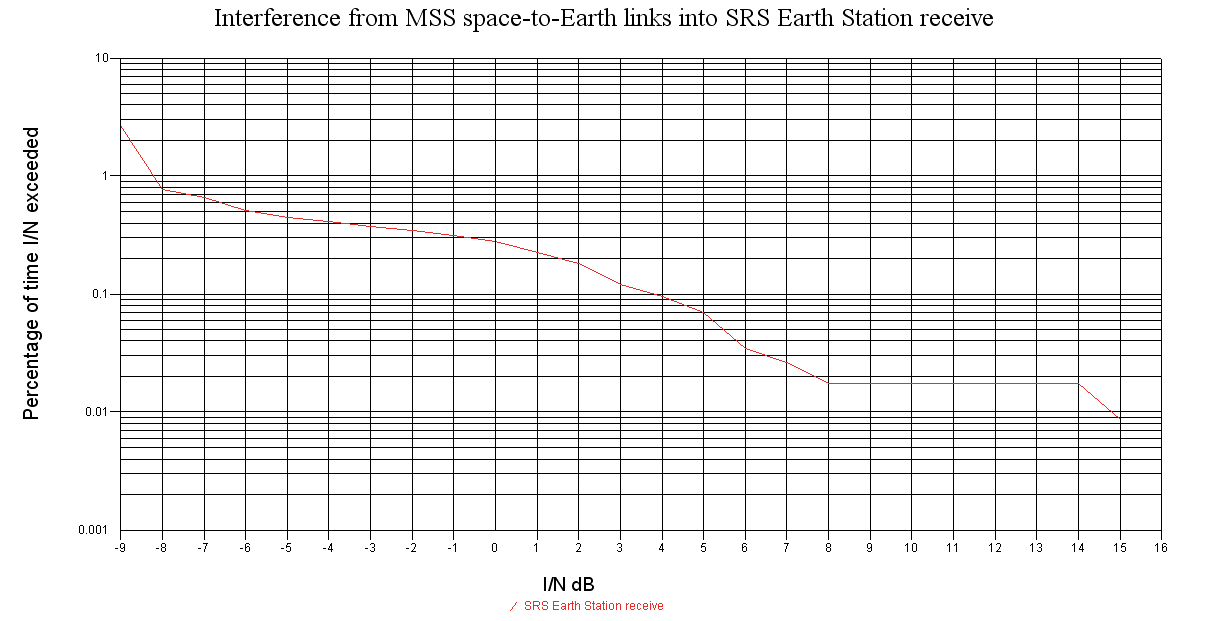 Interference from MSS space-to-Earth links into SRS Earth Station receive
Percentage of time I/N exceeded
10
1
0.1
0.01
0.001
-9 -8 -7 -6 -5 -4 -3 -2 -1 0 1 2 3 4 5 6 7 8 9 10 11 12 13 14 15 16
I/N dB
SRS Earth Station receive